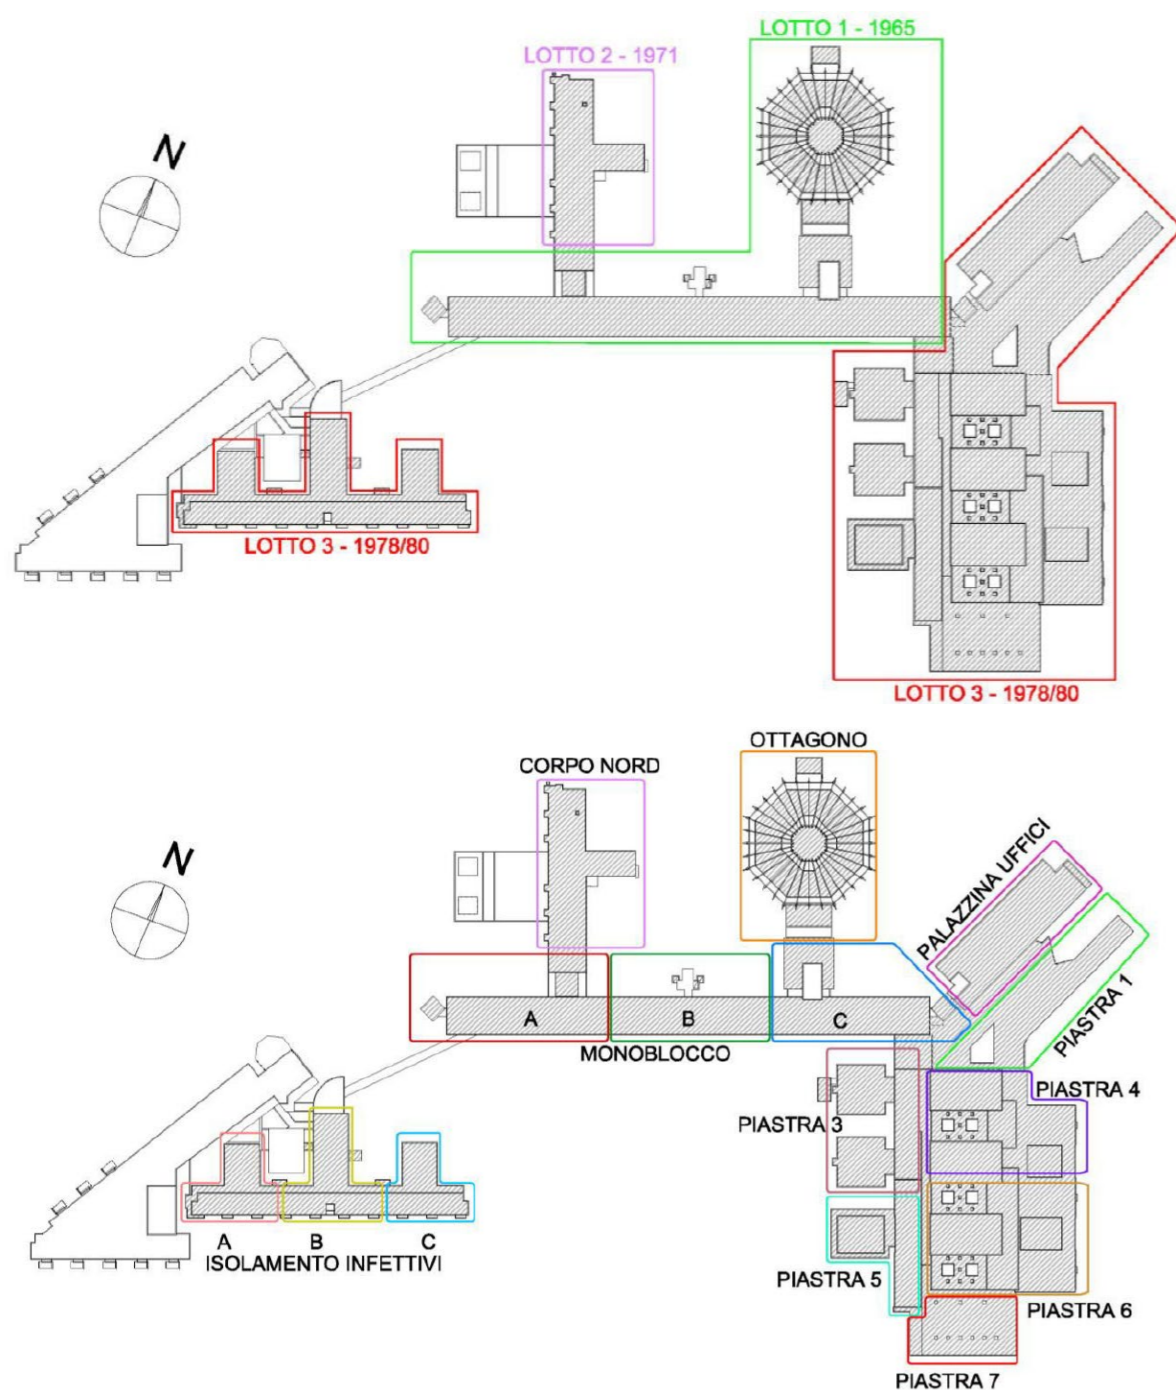 LOTTO 1 - 1965
LOTTO 2 - 1971
N
LOTTO 3 - 1978/80
LOTTO 3 - 1978/80
OTTAGONO
CORPO NORD
N
PALAZZINA UFFICI
PIASTRA 1
A
B
C
MONOBLOCCO
PIASTRA 4
PIASTRA 3
A
B
C
ISOLAMENTO INFETTIVI
PIASTRA 5
PIASTRA 6
PIASTRA 7